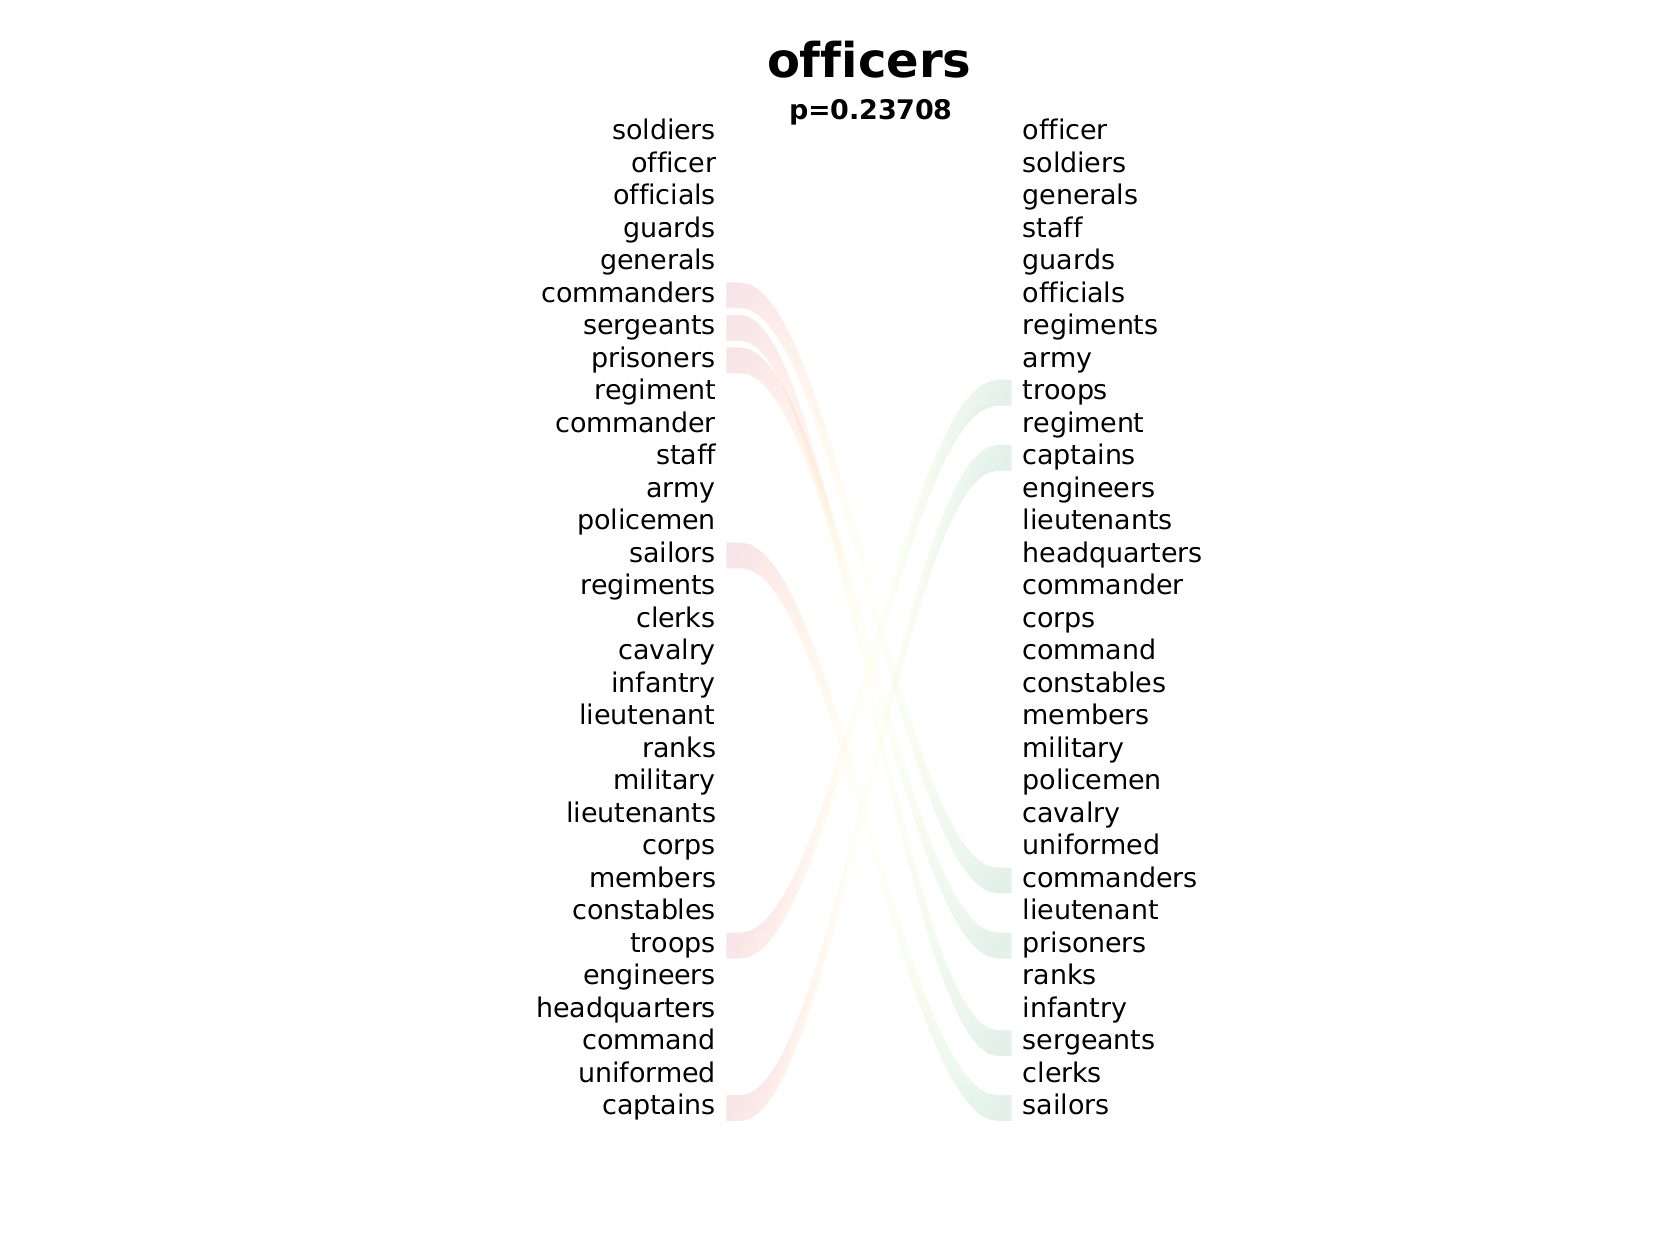 officers
p=0.23708
soldiers officer
officer soldiers
officials generals
guards staff
generals guards
commanders officials
sergeants regiments
prisoners army
regiment troops
commander regiment
staff captains
army engineers
policemen lieutenants
sailors headquarters
regiments commander
clerks corps
cavalry command
infantry constables
lieutenant members
ranks military
military policemen
lieutenants cavalry
corps uniformed
members commanders
constables lieutenant
troops prisoners
engineers ranks
headquarters infantry
command sergeants
uniformed clerks
captains sailors